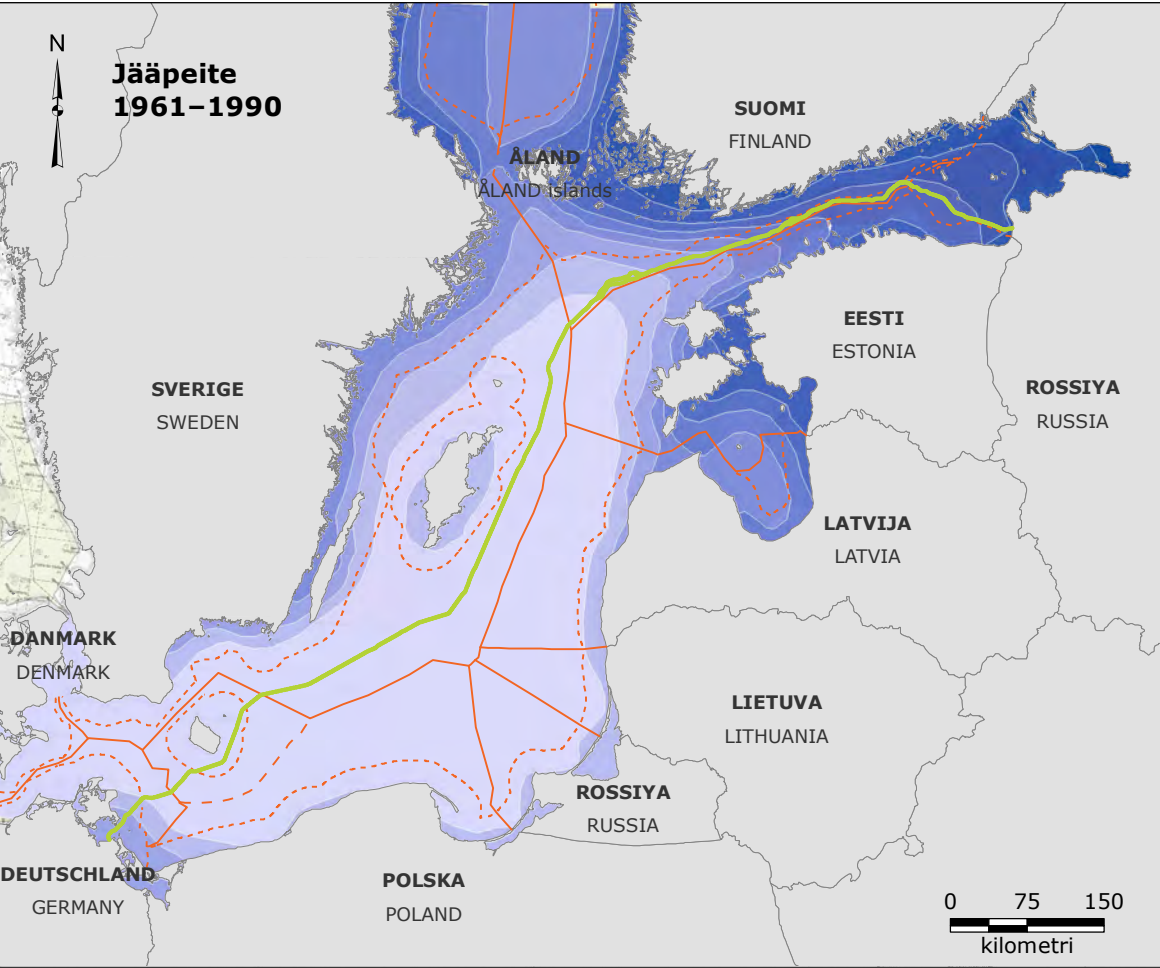 N
Jääpeite
1961–1990
SUOMI
FINLAND
ÅLAND
ÅLAND islands
EESTI
ESTONIA
SVERIGE
SWEDEN
ROSSIYA
RUSSIA
LATVIJA
LATVIA
DANMARK
DENMARK
LIETUVA
LITHUANIA
ROSSIYA
RUSSIA
DEUTSCHLAND
GERMANY
POLSKA
POLAND
0 75 150
kilometri